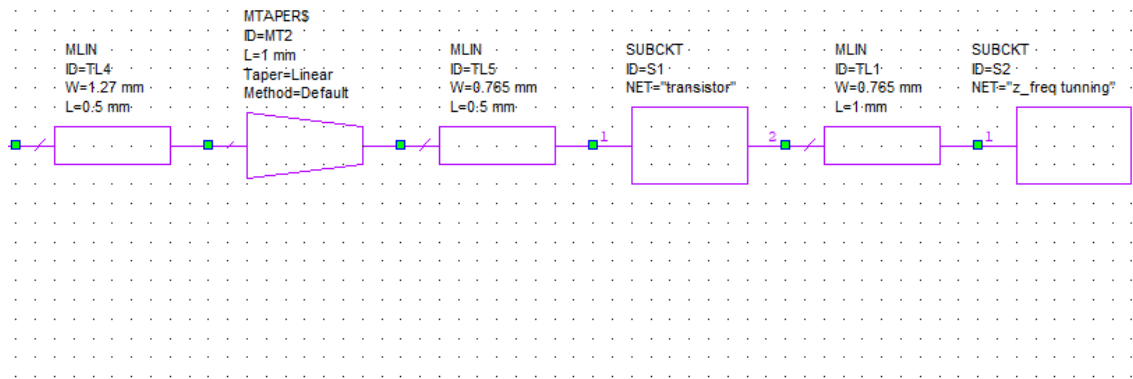 MLIN
ID=TL4
W=1.27 mm
L=0.5 mm
MTAPER$
ID=MT2
L=1 mm
Taper=Linear
Method=Default
MLIN
ID=TL5
W=0.765 mm
L=0.5 mm
SUBCKT
ID=S1
NET="transistor"
1
2
MLIN
ID=TL1
W=0.765 mm
L=1 mm
SUBCKT
ID=S2
NET="z_freq tunning"
1